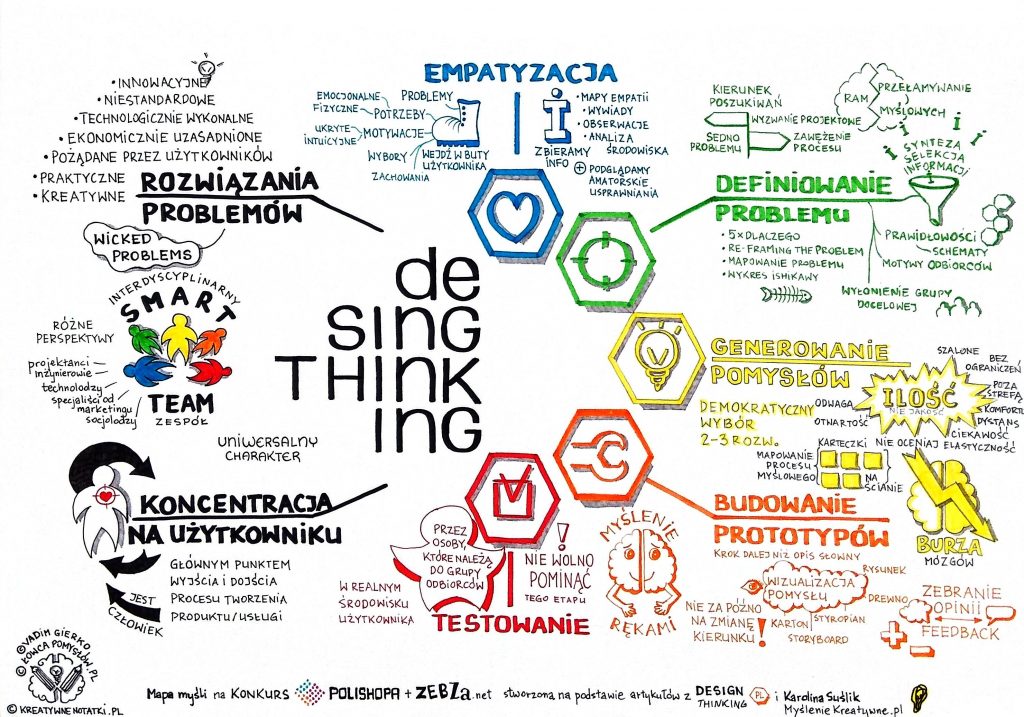 EMPATYZACJA
EMOCJONALNE
FIZYCZNE
UKRYTE
INTUICYJNE
PROBLEMY
POTRZEBY
MOTYWACJE
WYBORY
ZACHOWANIA
WEJDŹ W BUTY
UŻYTKOWNIKA
ZBIERAMY
INFO
• MAPY EMPATII
• WYWIADY
• OBSERWACJE
• ANALIZA
ŚRODOWISKA
+ PODGLĄDAMY
AMATORSKIE
USPRAWNIANIA
KIERUNEK
POSZUKIWAŃ
WYZWANIE PROJEKTOWE
SEDNO
PROBLEMU
ZAWĘŻENIE
PROCESU
PRZEŁAMYWANIE
RAM
MYŚLOWYCH
i i i i
SYNTEZA
SELEKCJA
INFORMACJI
DEFINIOWANIE
PROBLEMU
• 5xDLACZEGO
• RE-FRAMING THE PROBLEM
• MAPOWANIE PROBLEMU
• WYKRES ISHIKAWY
PRAWIDŁOWOŚCI
SCHEMATY
MOTYWY ODBIORCÓW
WYŁONIENIE GRUPY
DOCELOWEJ
GENEROWANIE
POMYSŁÓW
DEMOKRATYCZNY
WYBÓR
2-3 ROZW.
SZALONE
BEZ
OGRANICZEŃ
POZA
STREFĄ
KOMFORTU
DYSTANS
CIEKAWOŚĆ
ELASTYCZNOŚĆ
ODWAGA
OTWARTOŚĆ
ILOŚĆ
NIE JAKOŚĆ
NIE OCENIAJ
KARTECZKI
MAPOWANIE
PROCESU
MYŚLOWEGO
NA
ŚCIANIE
BURZA
MÓZGÓW
BUDOWANIE
PROTOTYPÓW
KROK DALEJ NIŻ OPIS SŁOWNY
WIZUALIZACJA
POMYSŁU
RYSUNEK
DREWNO
STYROPIAN
KARTON
STORYBOARD
NIE ZA PÓŹNO
NA ZMIANĘ
KIERUNKU!
ZEBRANIE
OPINII
FEEDBACK
MYŚLENIE
RĘKAMI
TESTOWANIE
PRZEZ
OSOBY,
KTÓRE NALEŻĄ
DO GRUPY
ODBIORCÓW
W REALNYM
ŚRODOWISKU
UŻYTKOWNIKA
!
NIE WOLNO
POMINĄĆ
TEGO ETAPU
de
SInG
THInK
InG
• INNOWACYJNE
• NIESTANDARDOWE
• TECHNOLOGICZNIE WYKONALNE
• EKONOMICZNIE UZASADNIONE
• POŻĄDANE PRZEZ UŻYTKOWNIKÓW
• PRAKTYCZNE
• KREATYWNE
ROZWIĄZANIA
PROBLEMÓW
WICKED
PROBLEMS
INTERDYSCYPLINARNY
SMART
TEAM
ZESPÓŁ
RÓŻNE
PERSPEKTYWY
projektanci
inżynierowie
technolodzy
specjaliści od
marketingu
socjolodzy
UNIWERSALNY
CHARAKTER
KONCENTRACJA
NA UŻYTKOWNIKU
GŁÓWNYM PUNKTEM
WYJŚCIA I DOJŚCIA
PROCESU TWORZENIA
PRODUKTU/USŁUGI
JEST
CZŁOWIEK
© VADIM GIERKO
© ŁOWCA POMYSŁÓW.PL
© KREATYWNENOTATKI.PL
Mapa myśli na KONKURS POLISHOPA + ZEBZa.net stworzona na podstawie artykułów z DESIGN THINKING PL i Karolina Suślik
MyślenieKreatywne.pl